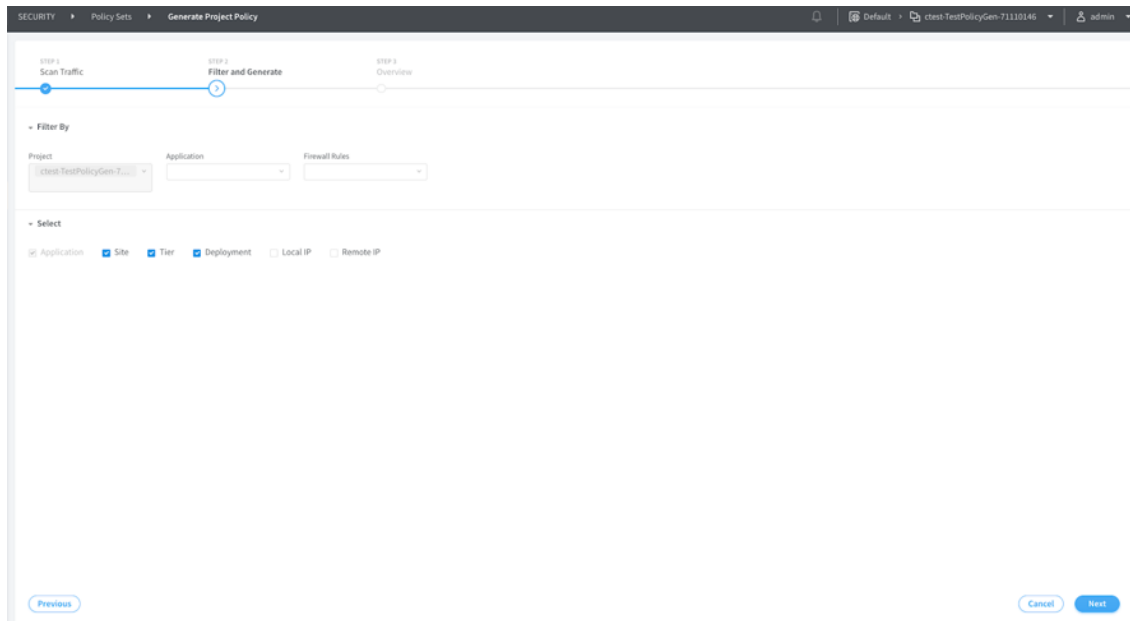 SECURITY Policy Sets Generate Project Policy Default ctest-TestPolicyGen-71110146 admin
STEP 1 STEP 2 STEP 3
Scan Traffic Filter and Generate Overview
Filter By
Project Application Firewall Rules
ctest-TestPolicyGen-7....
Select
Application Site Tier Deployment Local IP Remote IP
Previous Cancel Next